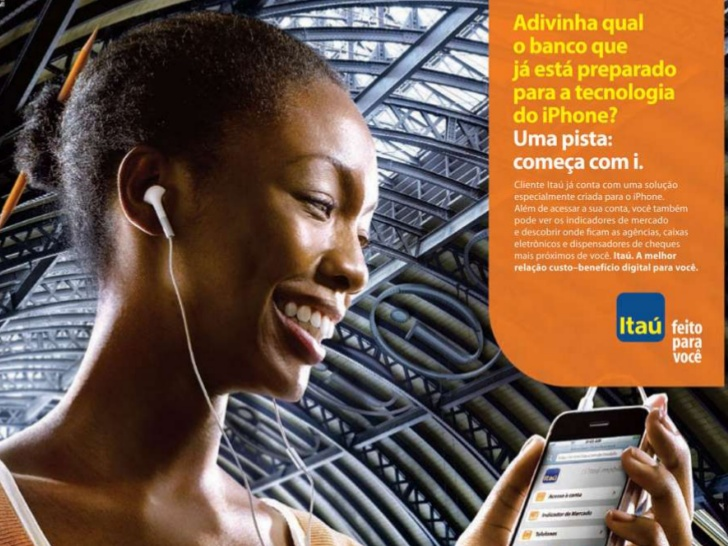 Adivinha qual
o banco que
já está preparado
para a tecnologia
do iPhone?
Uma pista:
começa com i.
Cliente Itaú já conta com uma solução
especialmente criada para o iPhone.
Além de acessar a sua conta, você também
pode ver os indicadores de mercado
e descobrir onde ficam as agências, caixas
eletrônicos e dispensadores de cheques
mais próximos de você. Itaú. A melhor
relação custo–benefício digital para você.
Itaú
feito
para
você
Itaú
Acesso à conta
Indicador de Mercado
Telefones